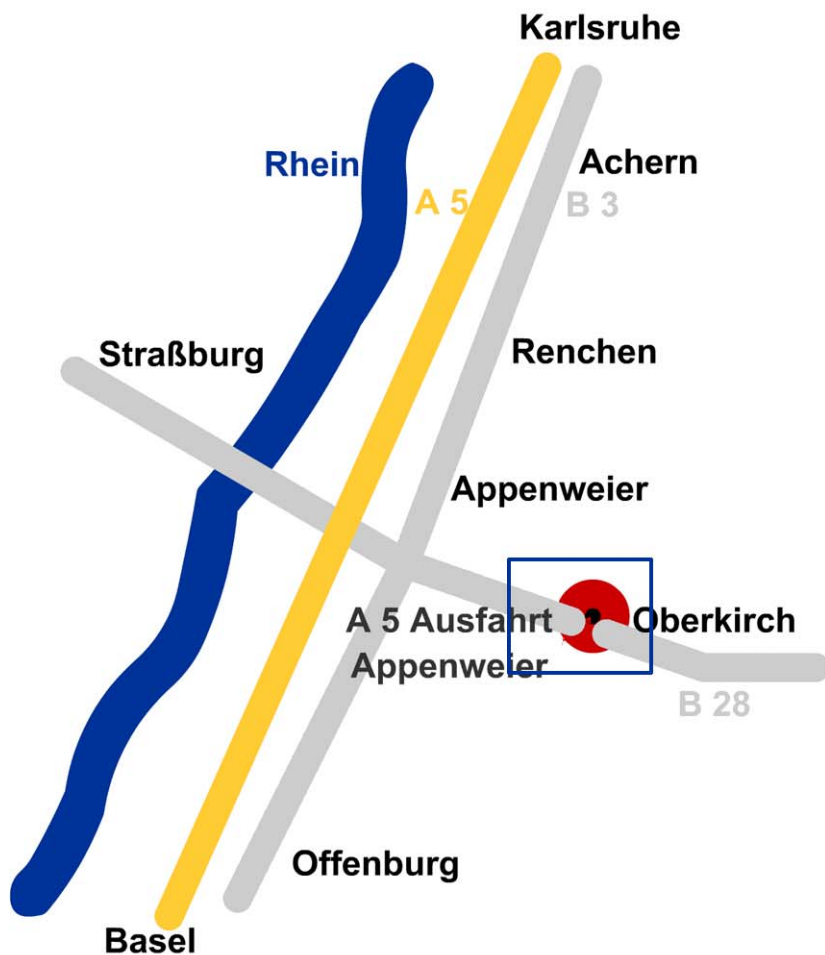 Karlsruhe
Rhein
Achern
A 5
B 3
Straßburg
Renchen
Appenweier
A 5 Ausfahrt
Appenweier
Oberkirch
B 28
Offenburg
Basel